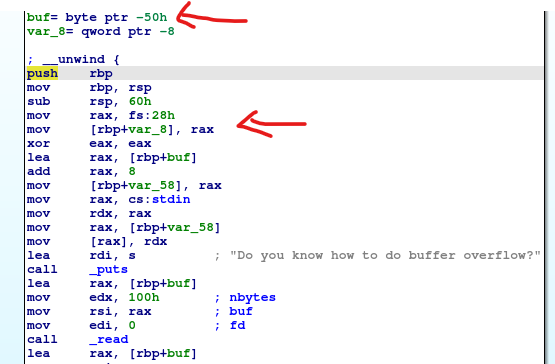 buf= byte ptr -50h
var_8= qword ptr -8
; __unwind {
push rbp
mov rbp, rsp
sub rsp, 60h
mov rax, fs:28h
mov [rbp+var_8], rax
xor eax, eax
lea rax, [rbp+buf]
add rax, 8
mov [rbp+var_58], rax
mov rax, cs:stdin
mov rdx, rax
mov rax, [rbp+var_58]
mov [rax], rdx
lea rdi, s ; "Do you know how to do buffer overflow?"
call _puts
lea rax, [rbp+buf]
mov edx, 100h ; nbytes
mov rsi, rax ; buf
mov edi, 0 ; fd
call _read
lea rax, [rbp+buf]